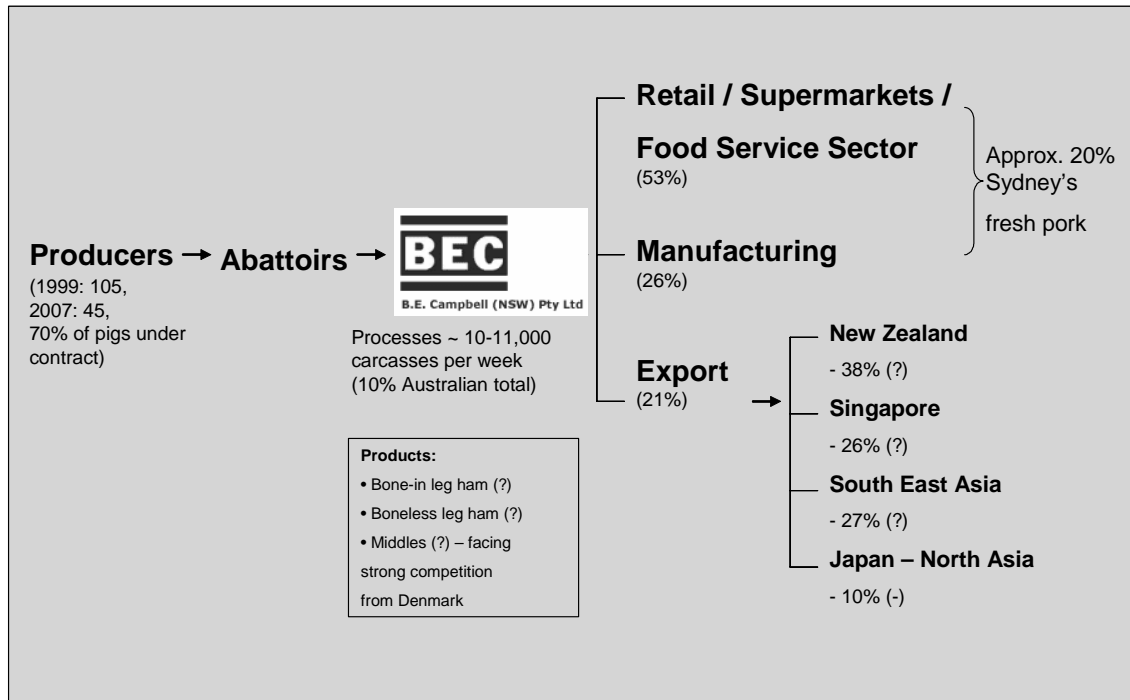 Producers
(1999: 105,
2007: 45,
70% of pigs under
contract)
Abattoirs
BEC
B.E. Campbell (NSW) Pty Ltd
Processes ~ 10-11,000
carcasses per week
(10% Australian total)
Products:
• Bone-in leg ham (?)
• Boneless leg ham (?)
• Middles (?) – facing
strong competition
from Denmark
Retail / Supermarkets /
Food Service Sector
(53%)
Manufacturing
(26%)
Export
(21%)
Approx. 20%
Sydney's
fresh pork
New Zealand
- 38% (?)
Singapore
- 26% (?)
South East Asia
- 27% (?)
Japan – North Asia
- 10% (-)